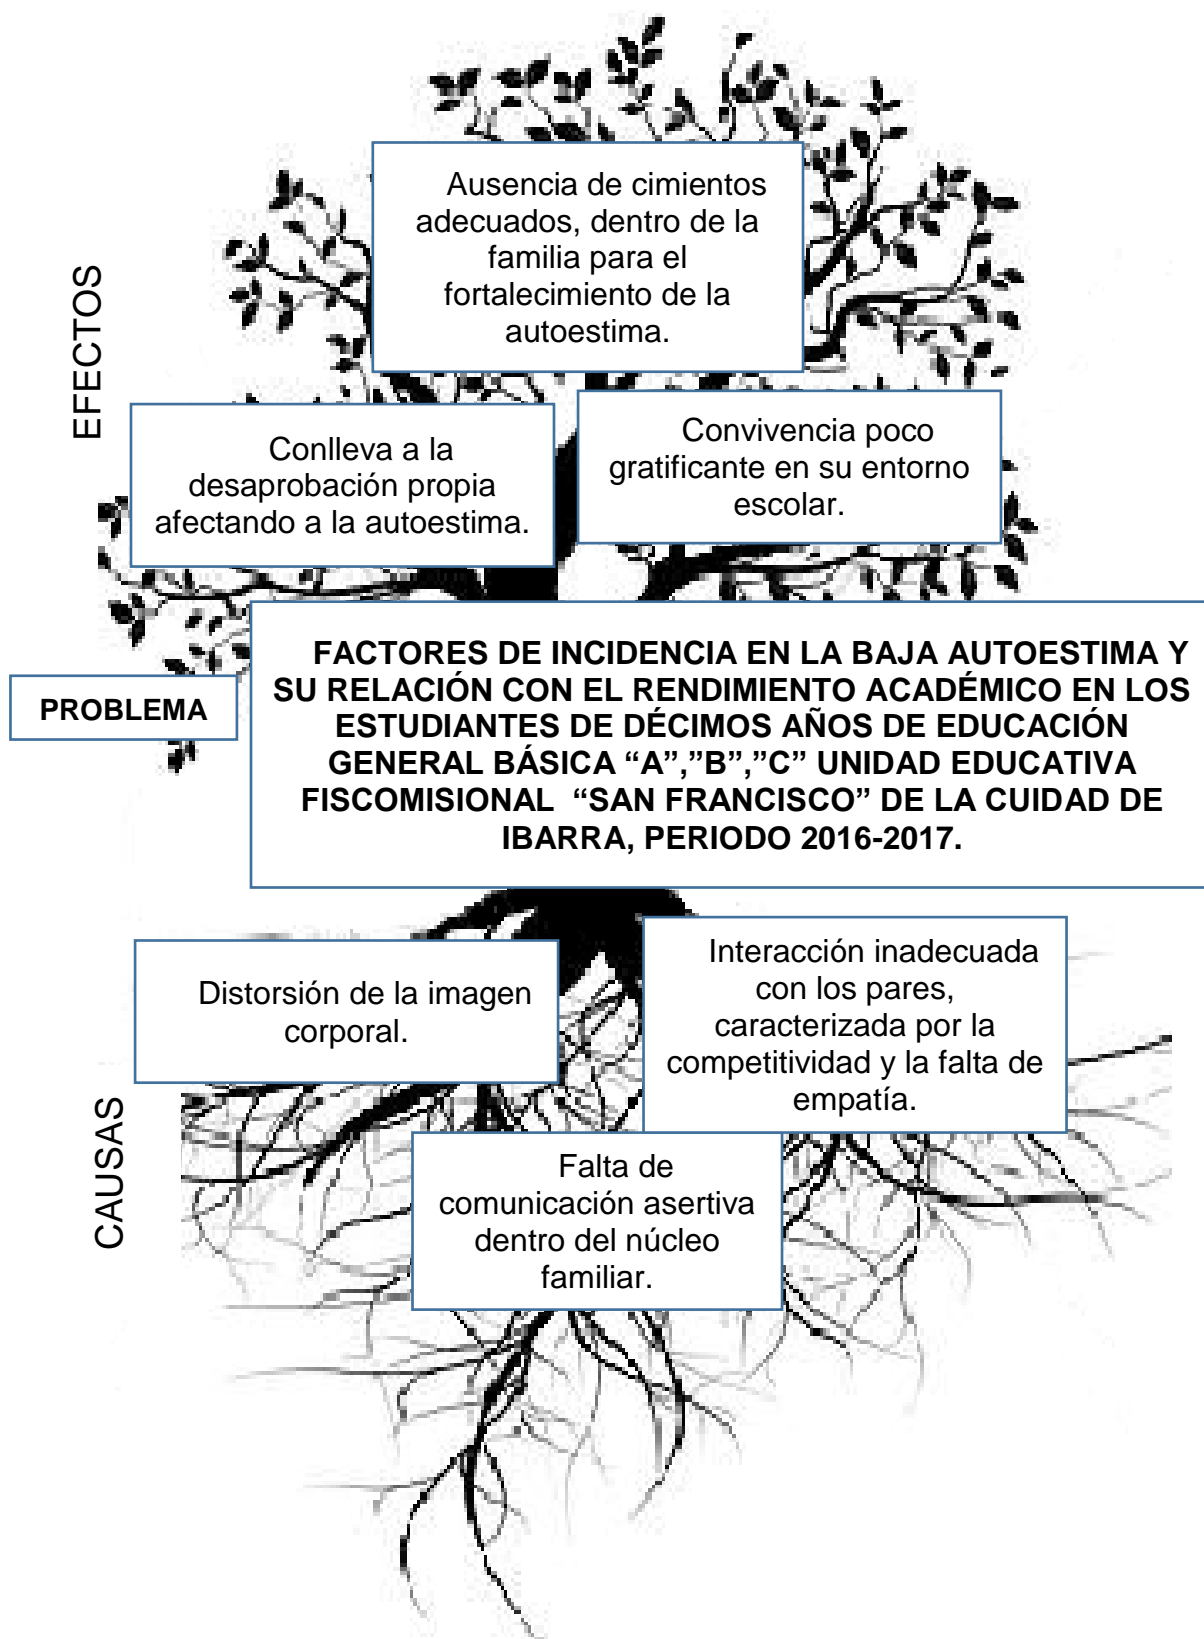 Ausencia de cimientos
adecuados, dentro de la
familia para el
fortalecimiento de la
autoestima.
EFECTOS
Conlleva a la
desaprobación propia
afectando a la autoestima.
Convivencia poco
gratificante en su entorno
escolar.
PROBLEMA
FACTORES DE INCIDENCIA EN LA BAJA AUTOESTIMA Y
SU RELACIÓN CON EL RENDIMIENTO ACADÉMICO EN LOS
ESTUDIANTES DE DÉCIMOS AÑOS DE EDUCACIÓN
GENERAL BÁSICA “A”,”B”,”C” UNIDAD EDUCATIVA
FISCOMISIONAL “SAN FRANCISCO” DE LA CUIDAD DE
IBARRA, PERIODO 2016-2017.
Distorsión de la imagen
corporal.
Interacción inadecuada
con los pares,
caracterizada por la
competitividad y la falta de
empatía.
CAUSAS
Falta de
comunicación asertiva
dentro del núcleo
familiar.